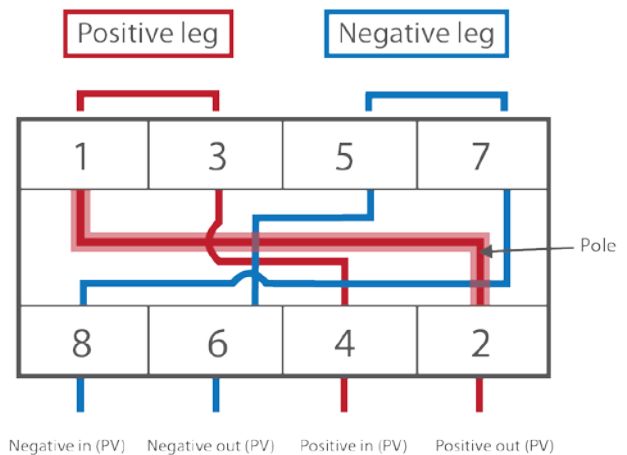 Positive leg
Negative leg
1
3
5
7
Pole
8
6
4
2
Negative in (PV)
Negative out (PV)
Positive in (PV)
Positive out (PV)